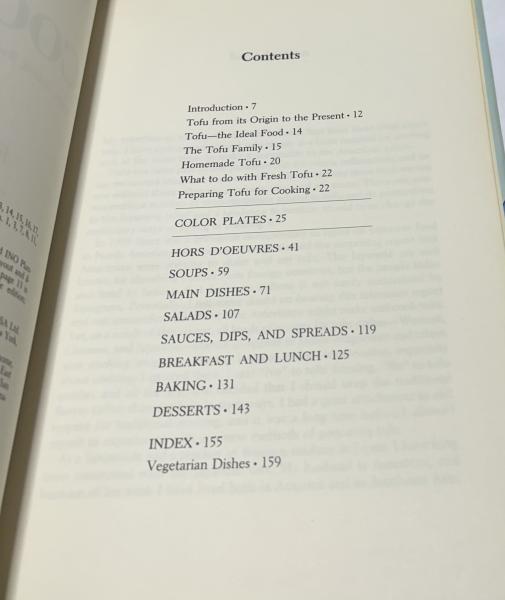 Contents
Introduction • 7
Tofu from its Origin to the Present • 12
Tofu—the Ideal Food • 14
The Tofu Family • 15
Homemade Tofu • 20
What to do with Fresh Tofu • 22
Preparing Tofu for Cooking • 22
COLOR PLATES • 25
HORS D'OEUVRES • 41
SOUPS • 59
MAIN DISHES • 71
SALADS • 107
SAUCES, DIPS, AND SPREADS • 119
BREAKFAST AND LUNCH • 125
BAKING • 131
DESSERTS • 143
INDEX • 155
Vegetarian Dishes • 159